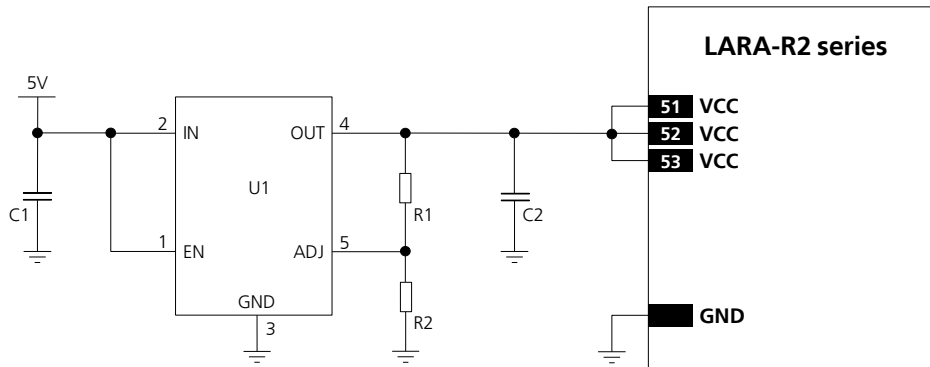 LARA-R2 series
5V
51 VCC
2 IN
OUT 4
52 VCC
53 VCC
U1
C1
R1
C2
1 EN
ADJ 5
GND
3
R2
GND